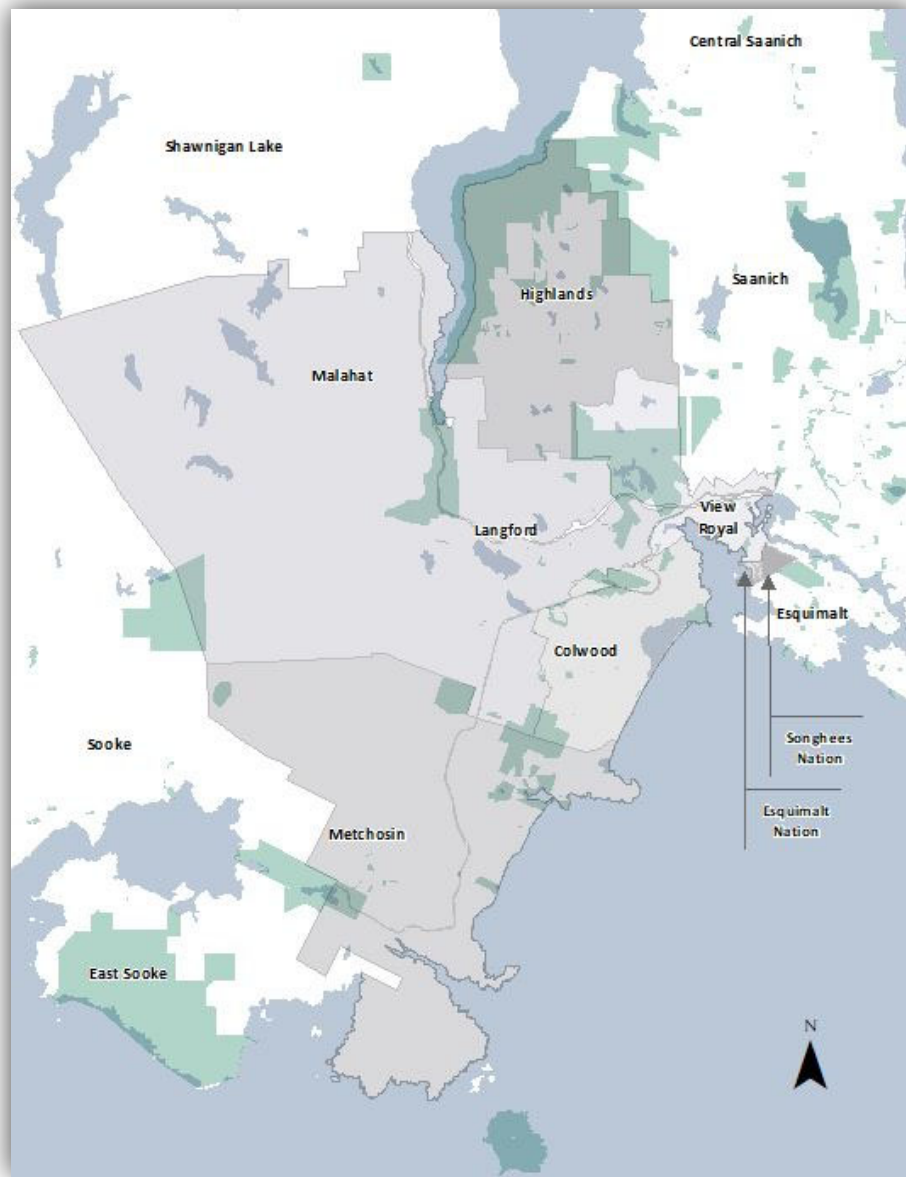 Central Saanich
Shawnigan Lake
Saanich
Highlands
Malahat
View
Royal
Langford
Esquimalt
Colwood
Songhees
Nation
Sooke
Esquimalt
Nation
Metchosin
East Sooke
N